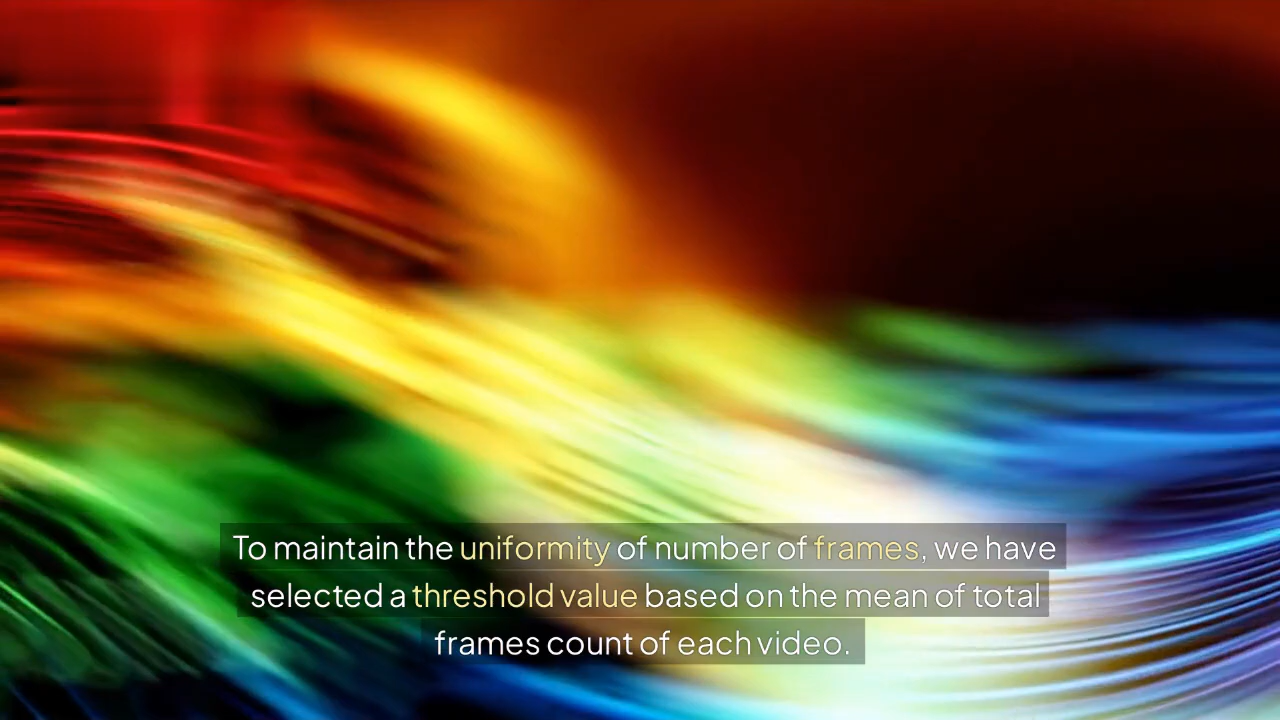 To maintain the uniformity of number of frames, we have
selected a threshold value based on the mean of total
frames count of each video.